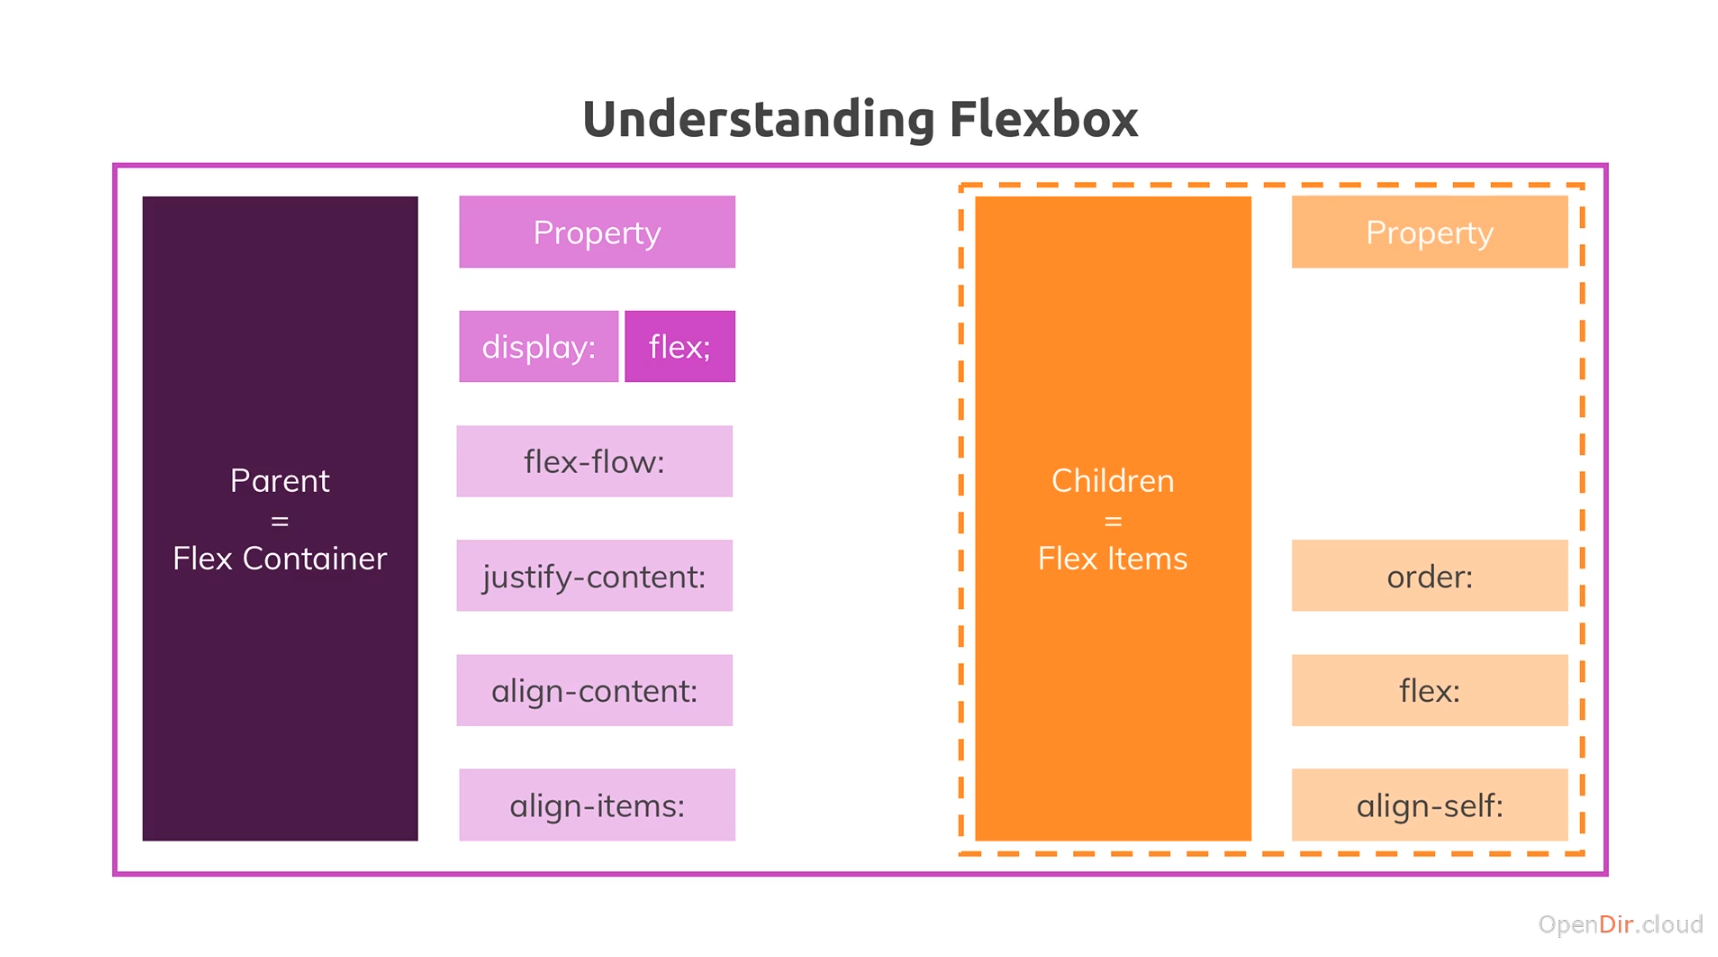 Understanding Flexbox
Parent
=
Flex Container
Property
display: flex;
flex-flow:
justify-content:
align-content:
align-items:
Children
=
Flex Items
Property
order:
flex:
align-self:
OpenDir.cloud